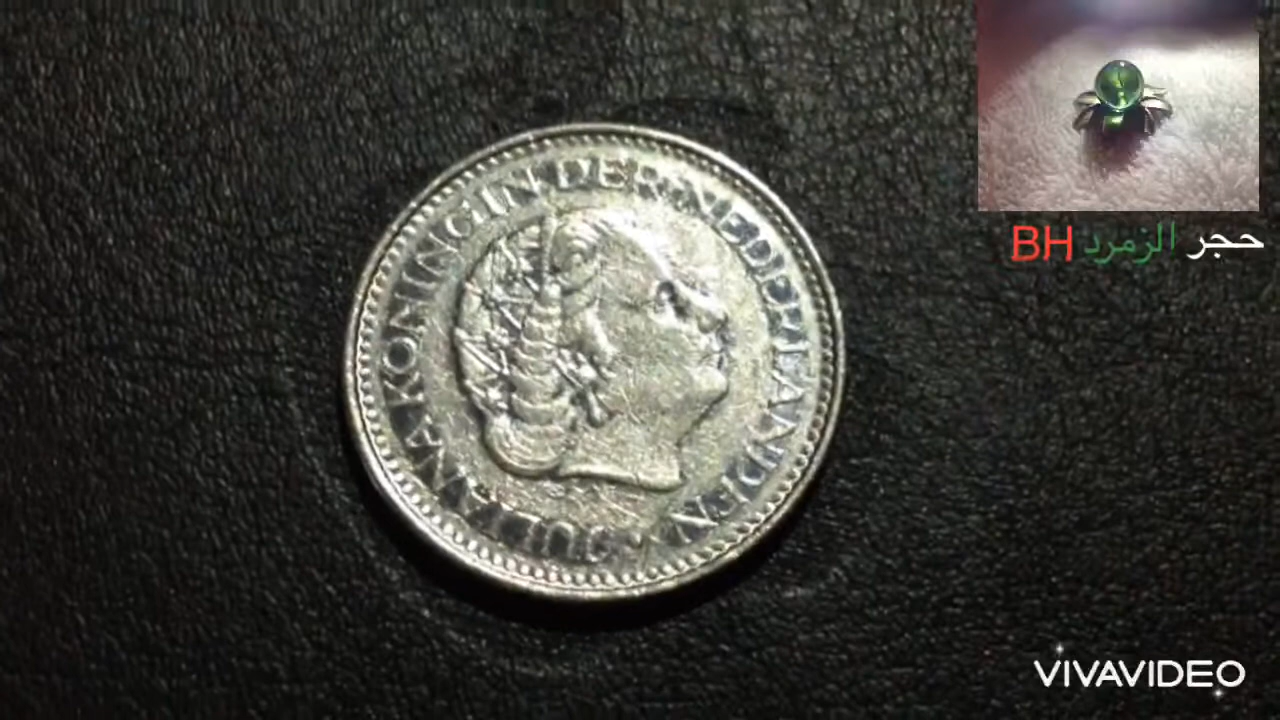 JULIANA KONINGIN DER NEDERLANDEN
حجر الزمرد BH
VIVAVIDEO